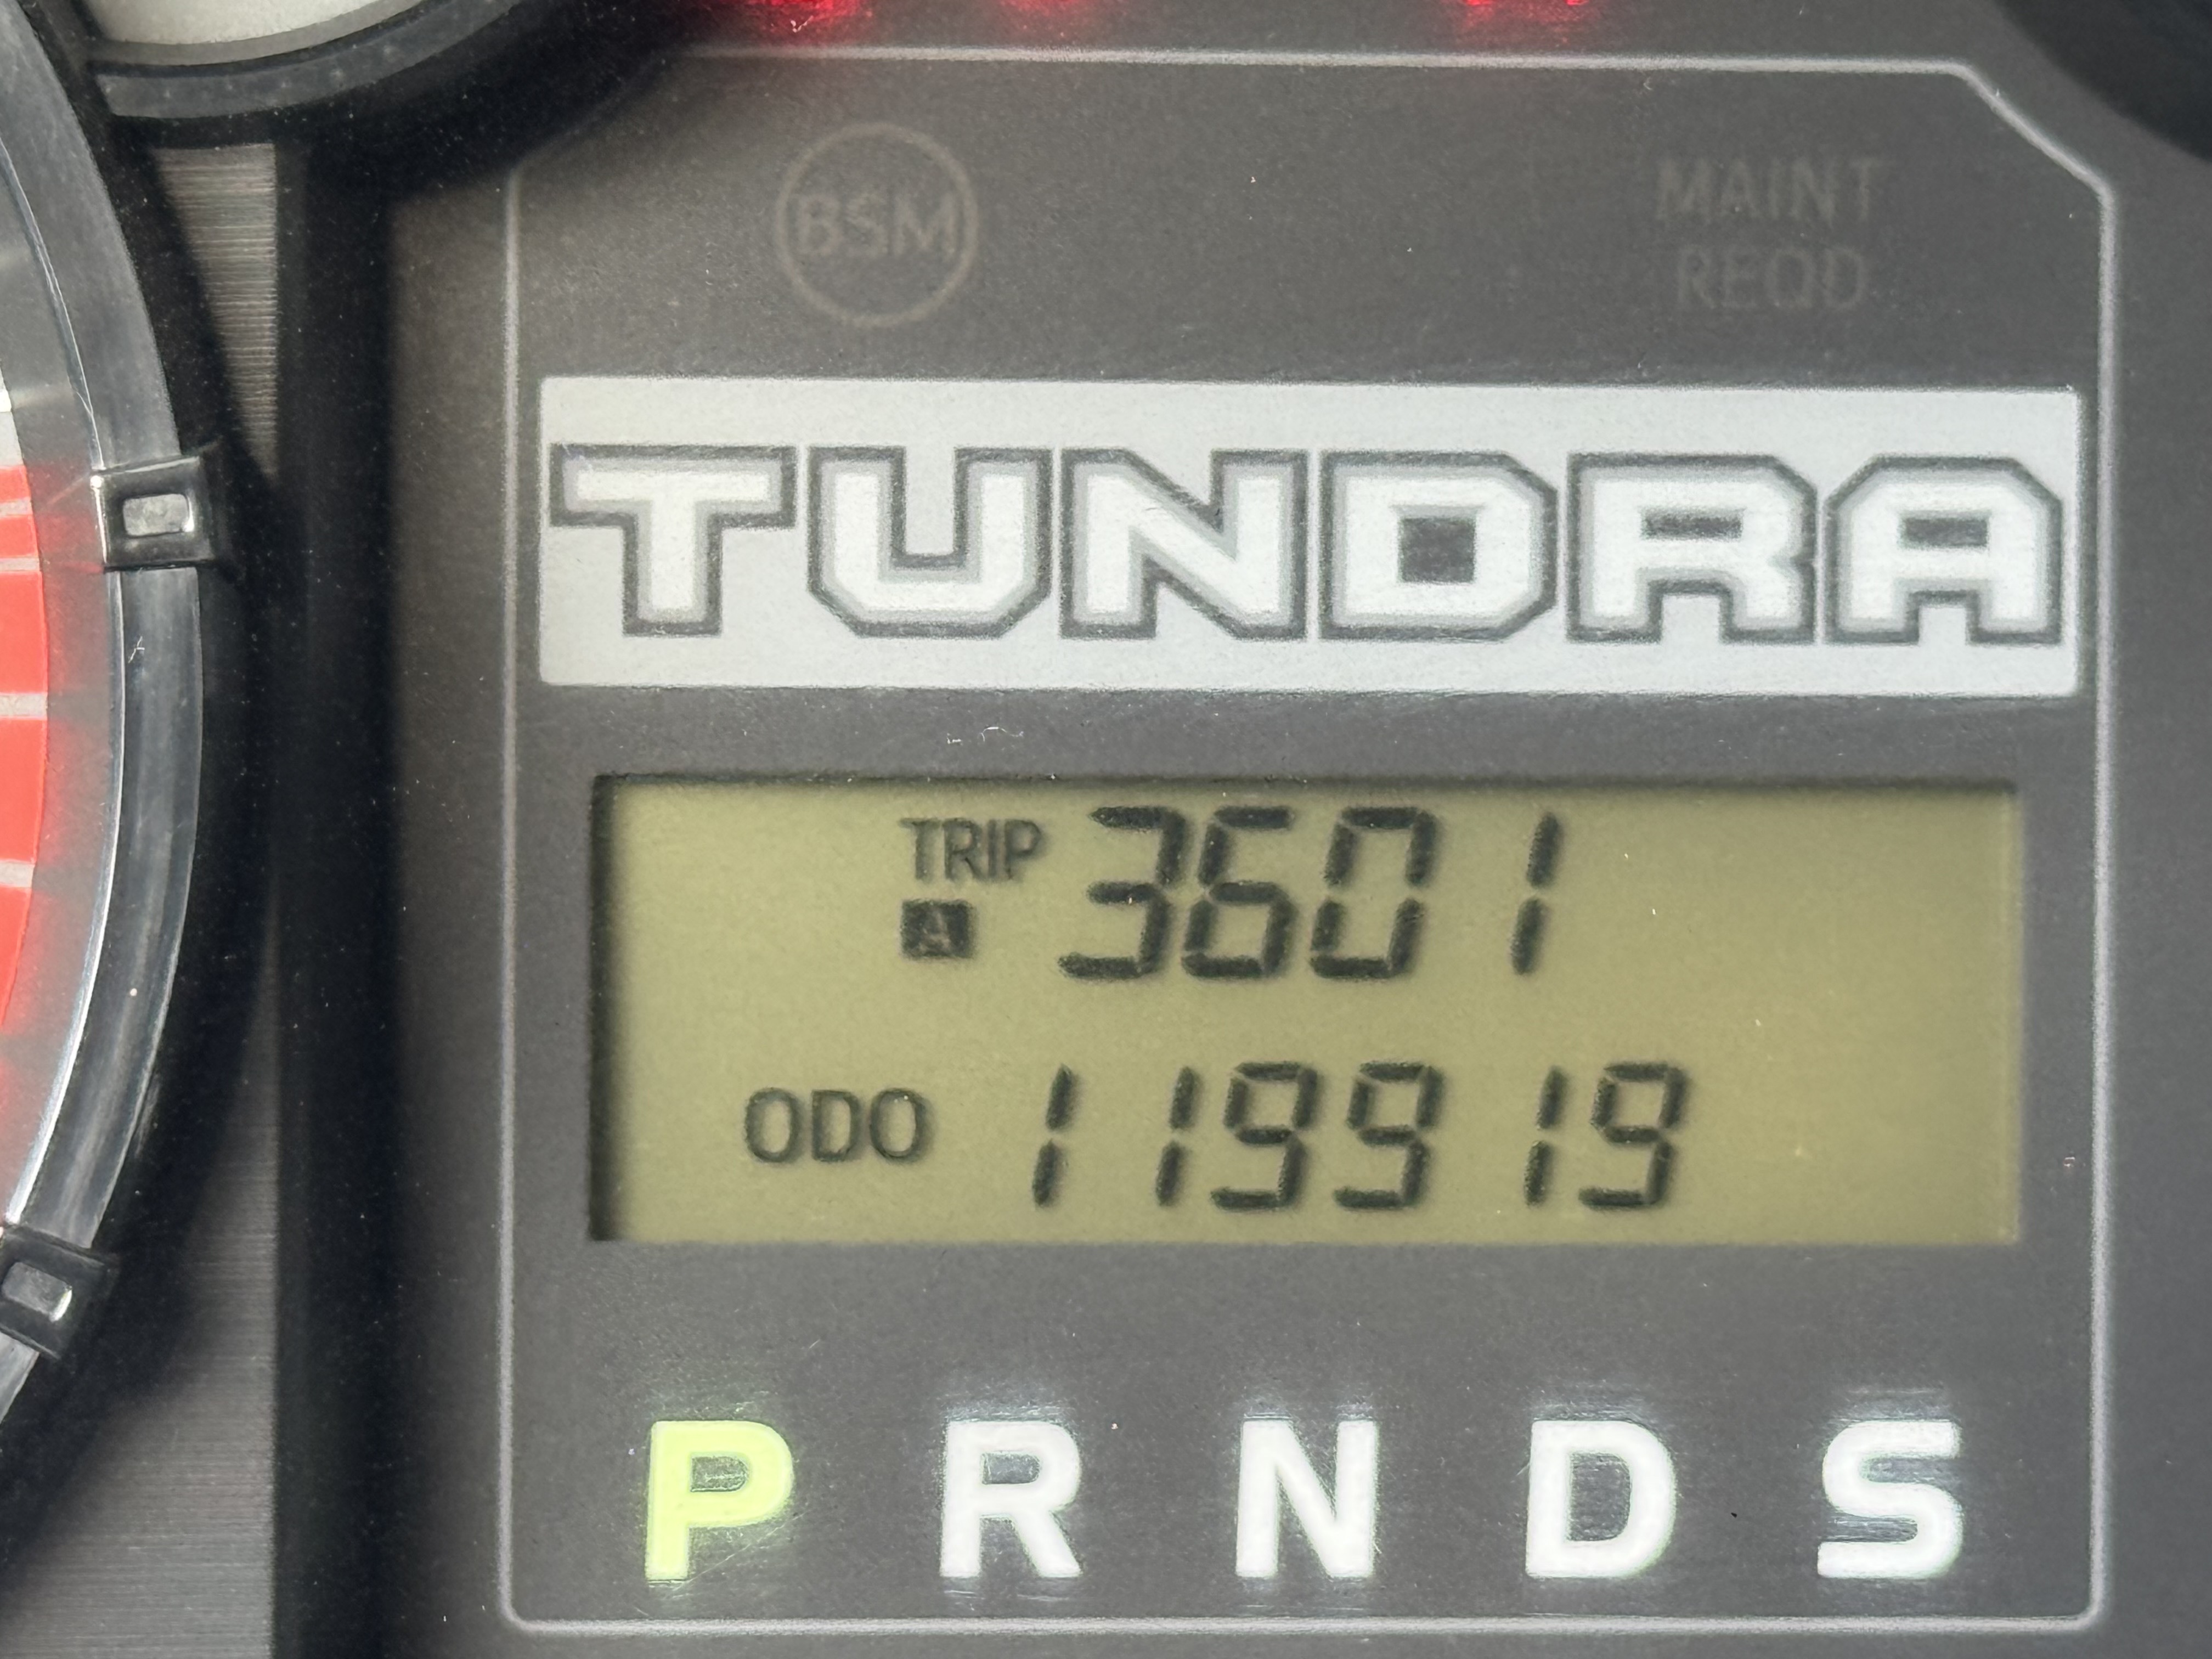 BSM
MAINT
REQD
TUNDRA
TRIP 3601
A
ODO 119919
P R N D S